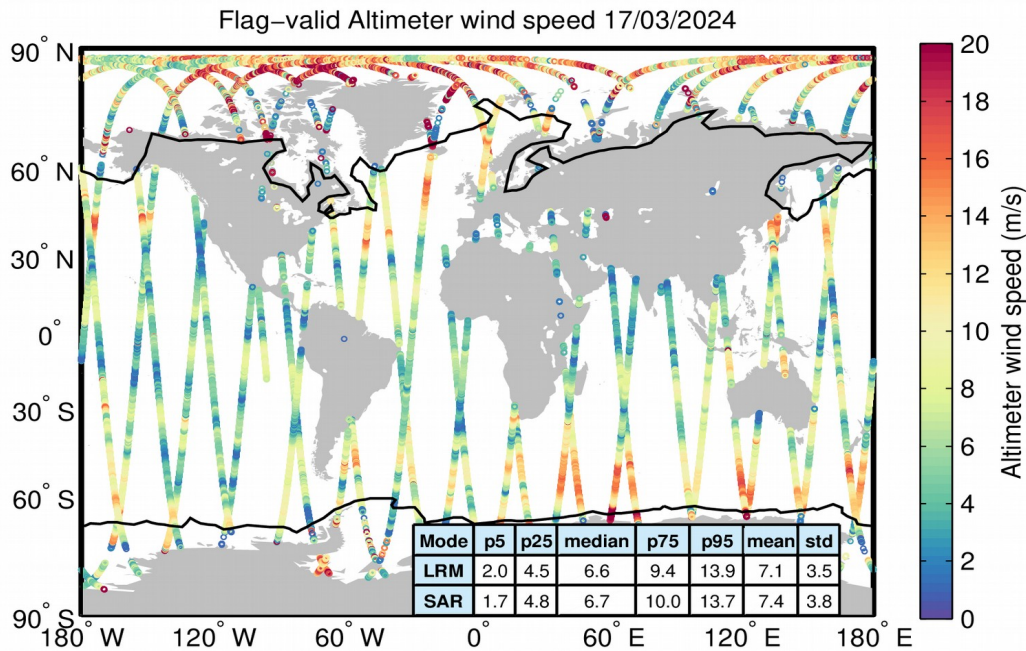 Flag−valid Altimeter wind speed 17/03/2024
90° N
60° N
30° N
0°
30° S
60° S
90° S
180° W
120° W
60° W
0°
60° E
120° E
180° E
Mode p5 p25 median p75 p95 mean std
LRM 2.0 4.5 6.6 9.4 13.9 7.1 3.5
SAR 1.7 4.8 6.7 10.0 13.7 7.4 3.8
20
18
16
14
12
10
8
6
4
2
0
Altimeter wind speed (m/s)